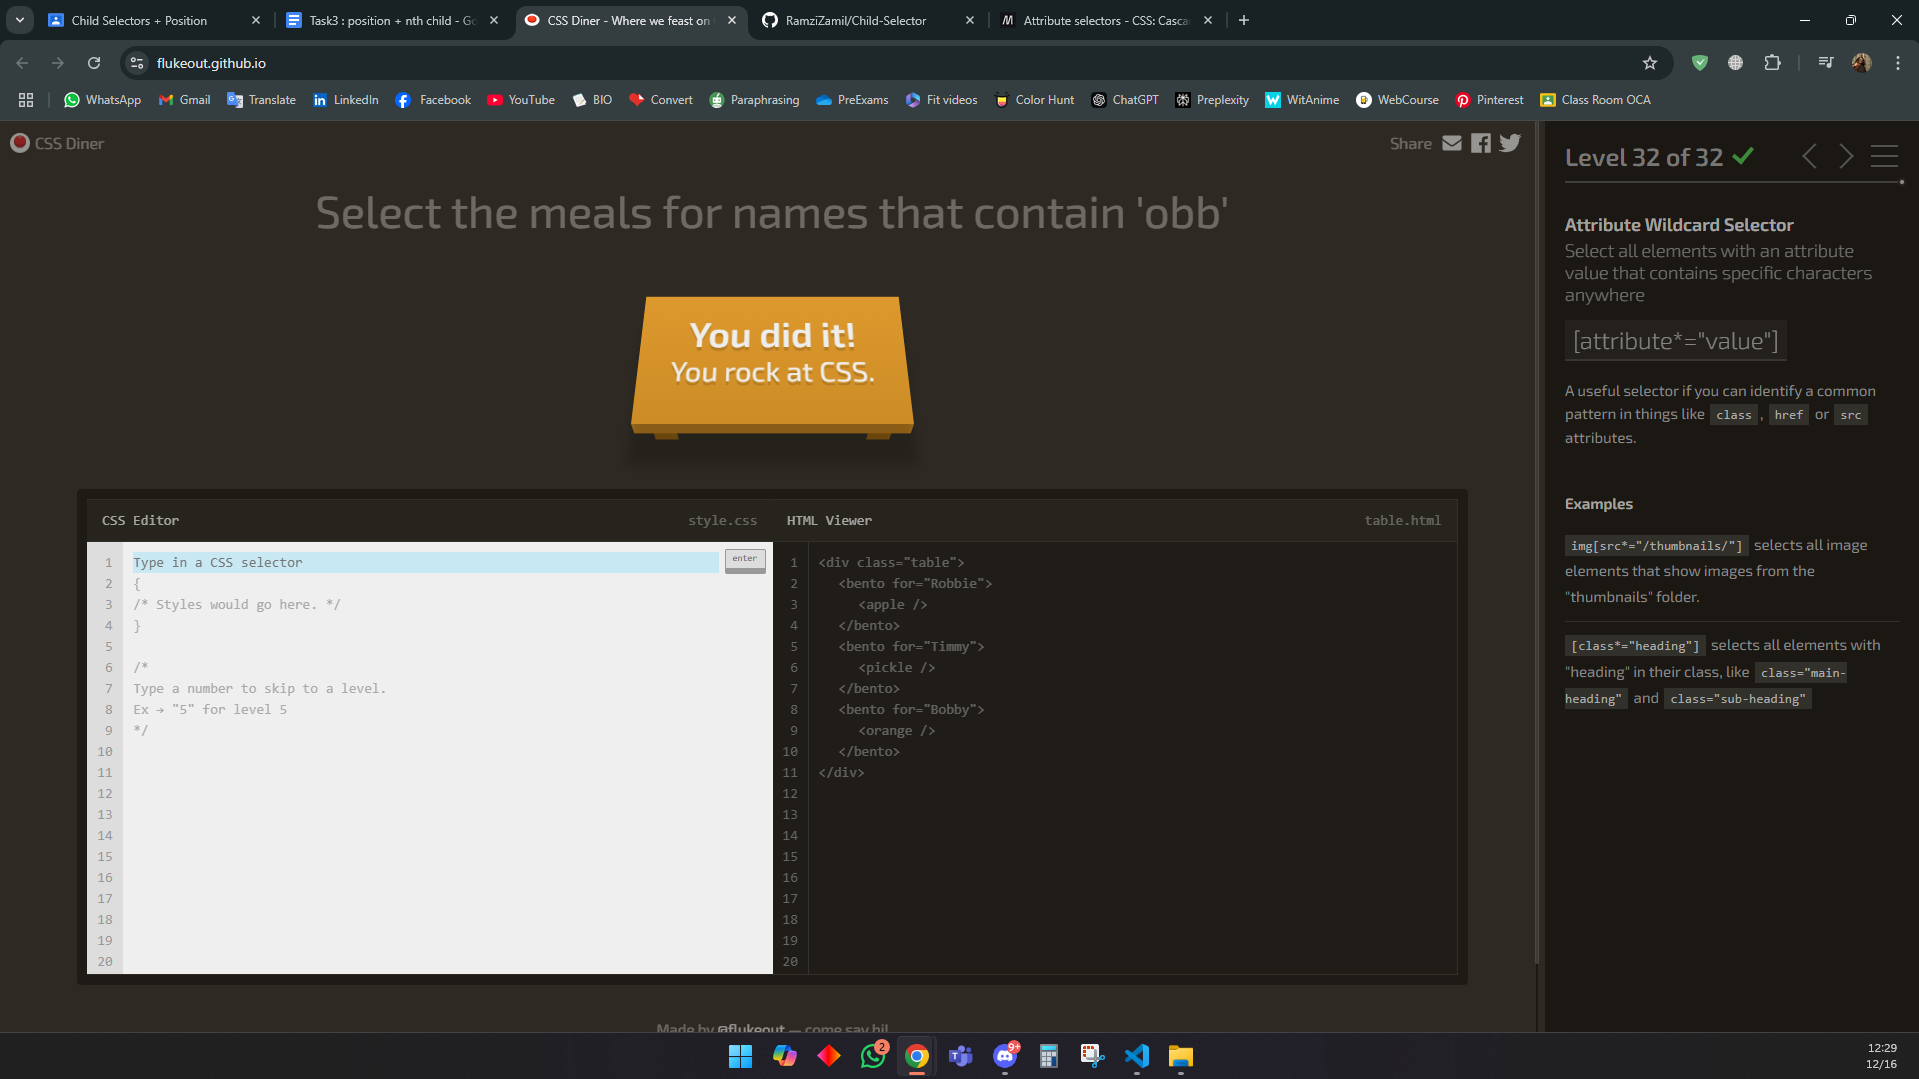 Child Selectors + Position
Task3 : position + nth child - Go
CSS Diner - Where we feast on
RamziZamil/Child-Selector
Attribute selectors - CSS: Casca
flukeout.github.io
WhatsApp
Gmail
Translate
LinkedIn
Facebook
YouTube
BIO
Convert
Paraphrasing
PreExams
Fit videos
Color Hunt
ChatGPT
Preplexity
WitAnime
WebCourse
Pinterest
Class Room OCA
CSS Diner
Share
Select the meals for names that contain 'obb'
You did it!
You rock at CSS.
CSS Editor
style.css
1 Type in a CSS selector
enter
2 {
3 /* Styles would go here. */
4 }
5
6 /*
7 Type a number to skip to a level.
8 Ex → "5" for level 5
9 */
10
11
12
13
14
15
16
17
18
19
20
HTML Viewer
table.html
1 <div class="table">
2 <bento for="Robbie">
3 <apple />
4 </bento>
5 <bento for="Timmy">
6 <pickle />
7 </bento>
8 <bento for="Bobby">
9 <orange />
10 </bento>
11 </div>
12
13
14
15
16
17
18
19
20
Made by @flukeout — come say hi!
Level 32 of 32
Attribute Wildcard Selector
Select all elements with an attribute
value that contains specific characters
anywhere
[attribute*="value"]
A useful selector if you can identify a common
pattern in things like class , href or src
attributes.
Examples
img[src*="/thumbnails/"] selects all image
elements that show images from the
"thumbnails" folder.
[class*="heading"] selects all elements with
"heading" in their class, like class="main-
heading" and class="sub-heading"
2
9+
12:29
12/16